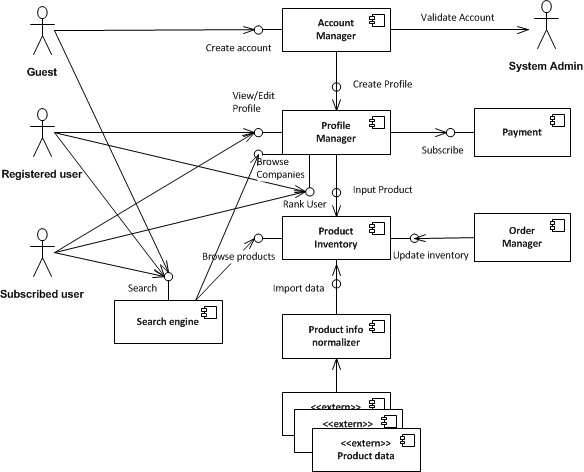 Account
Manager
Validate Account
Create account
Guest
System Admin
Create Profile
View/Edit
Profile
Profile
Manager
Payment
Subscribe
Browse
Companies
Registered user
Input Product
Rank User
Product
Inventory
Order
Manager
Browse products
Update inventory
Search
Import data
Subscribed user
Search engine
Product info
normalizer
<<extern>>
<<extern>>
<<extern>>
Product data